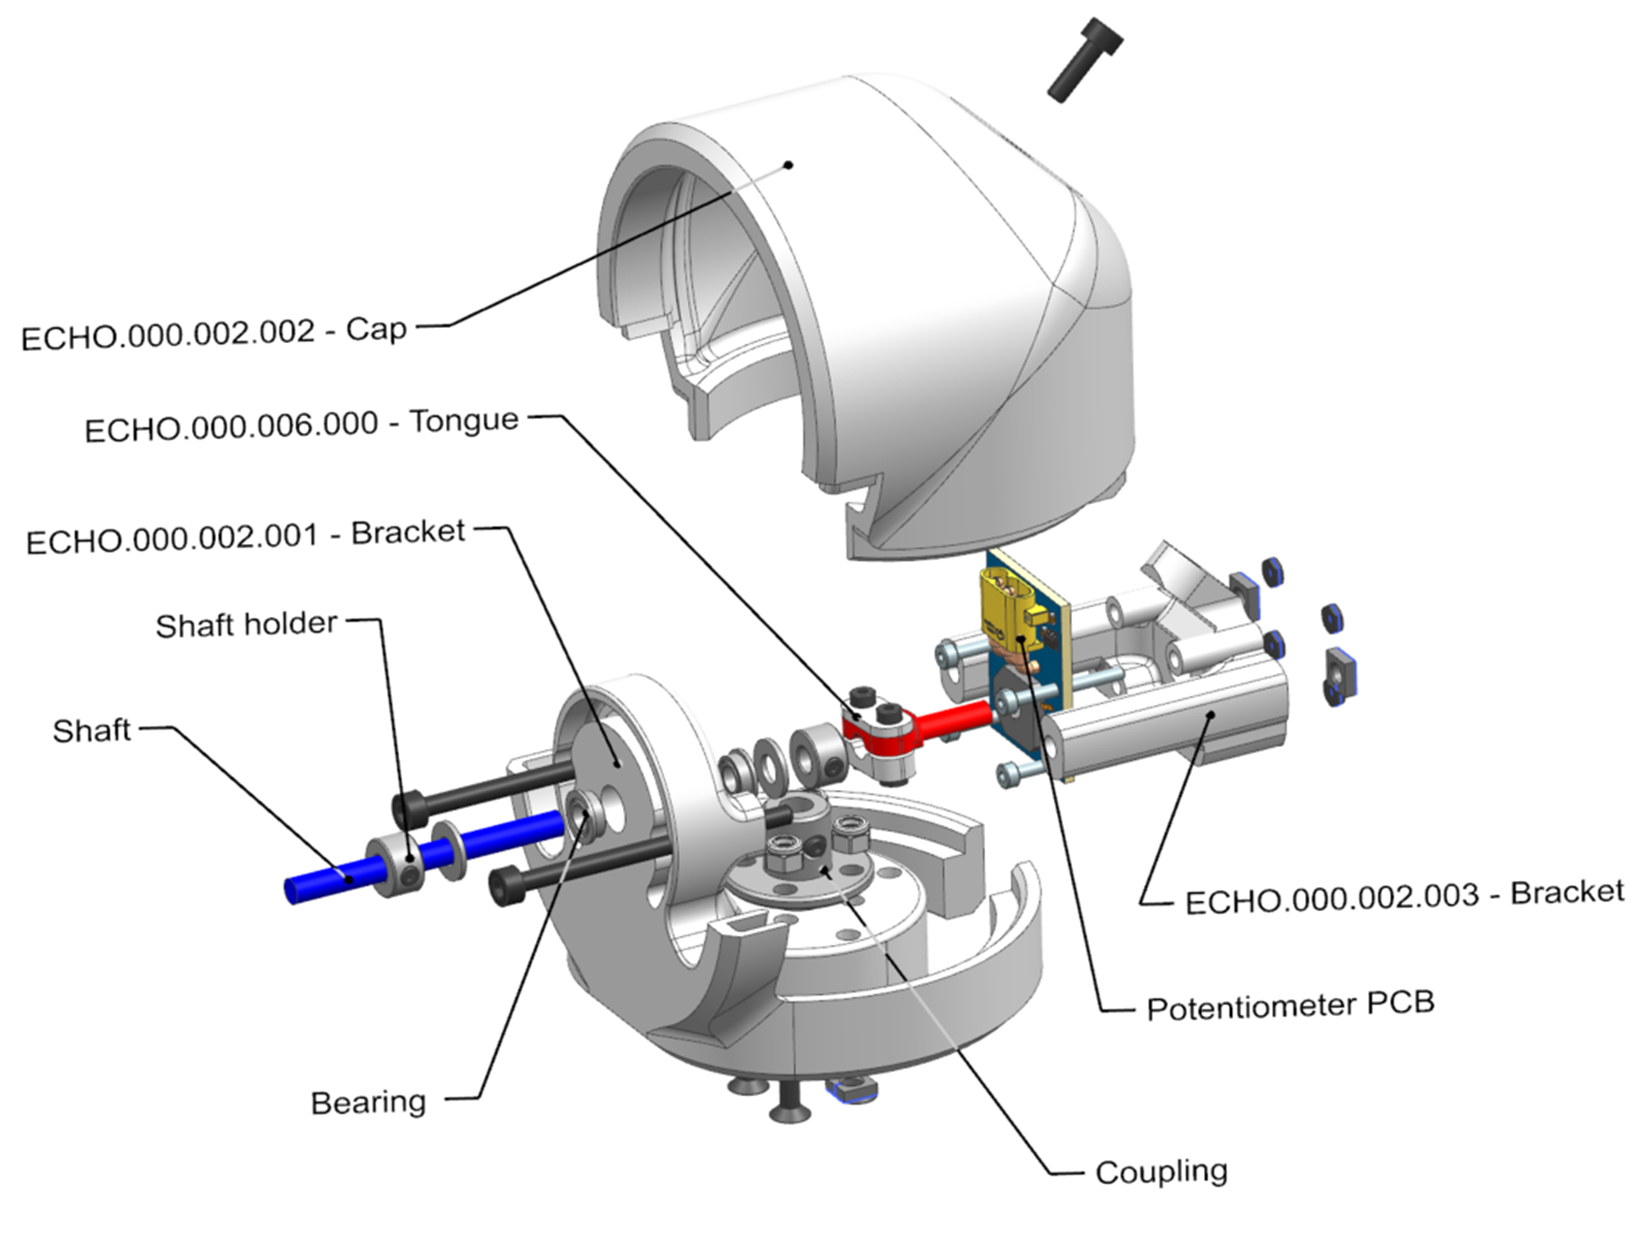 ECHO.000.002.002 - Cap
ECHO.000.006.000 - Tongue
ECHO.000.002.001 - Bracket
Shaft holder
Shaft
ECHO.000.002.003 - Bracket
Potentiometer PCB
Bearing
Coupling